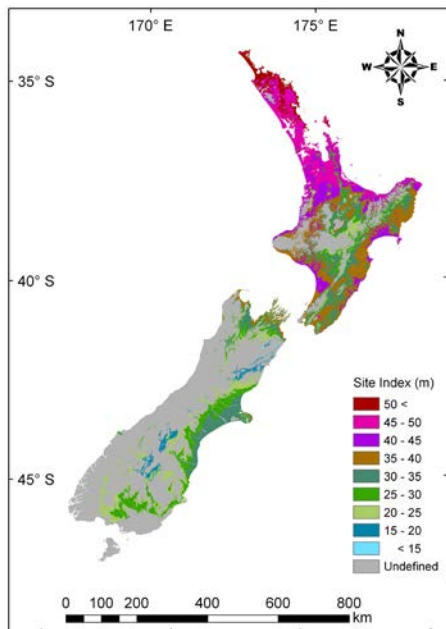 170° E 175° E
N
W E
S
35° S
40° S
45° S
Site Index (m)
50 <
45 - 50
40 - 45
35 - 40
30 - 35
25 - 30
20 - 25
15 - 20
< 15
Undefined
0 100 200 400 600 800
km